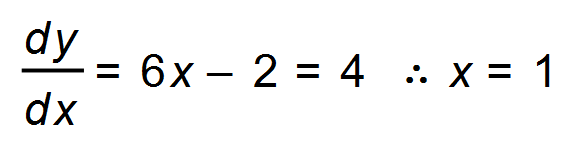 dy/dx = 6x – 2 = 4 ∴ x = 1